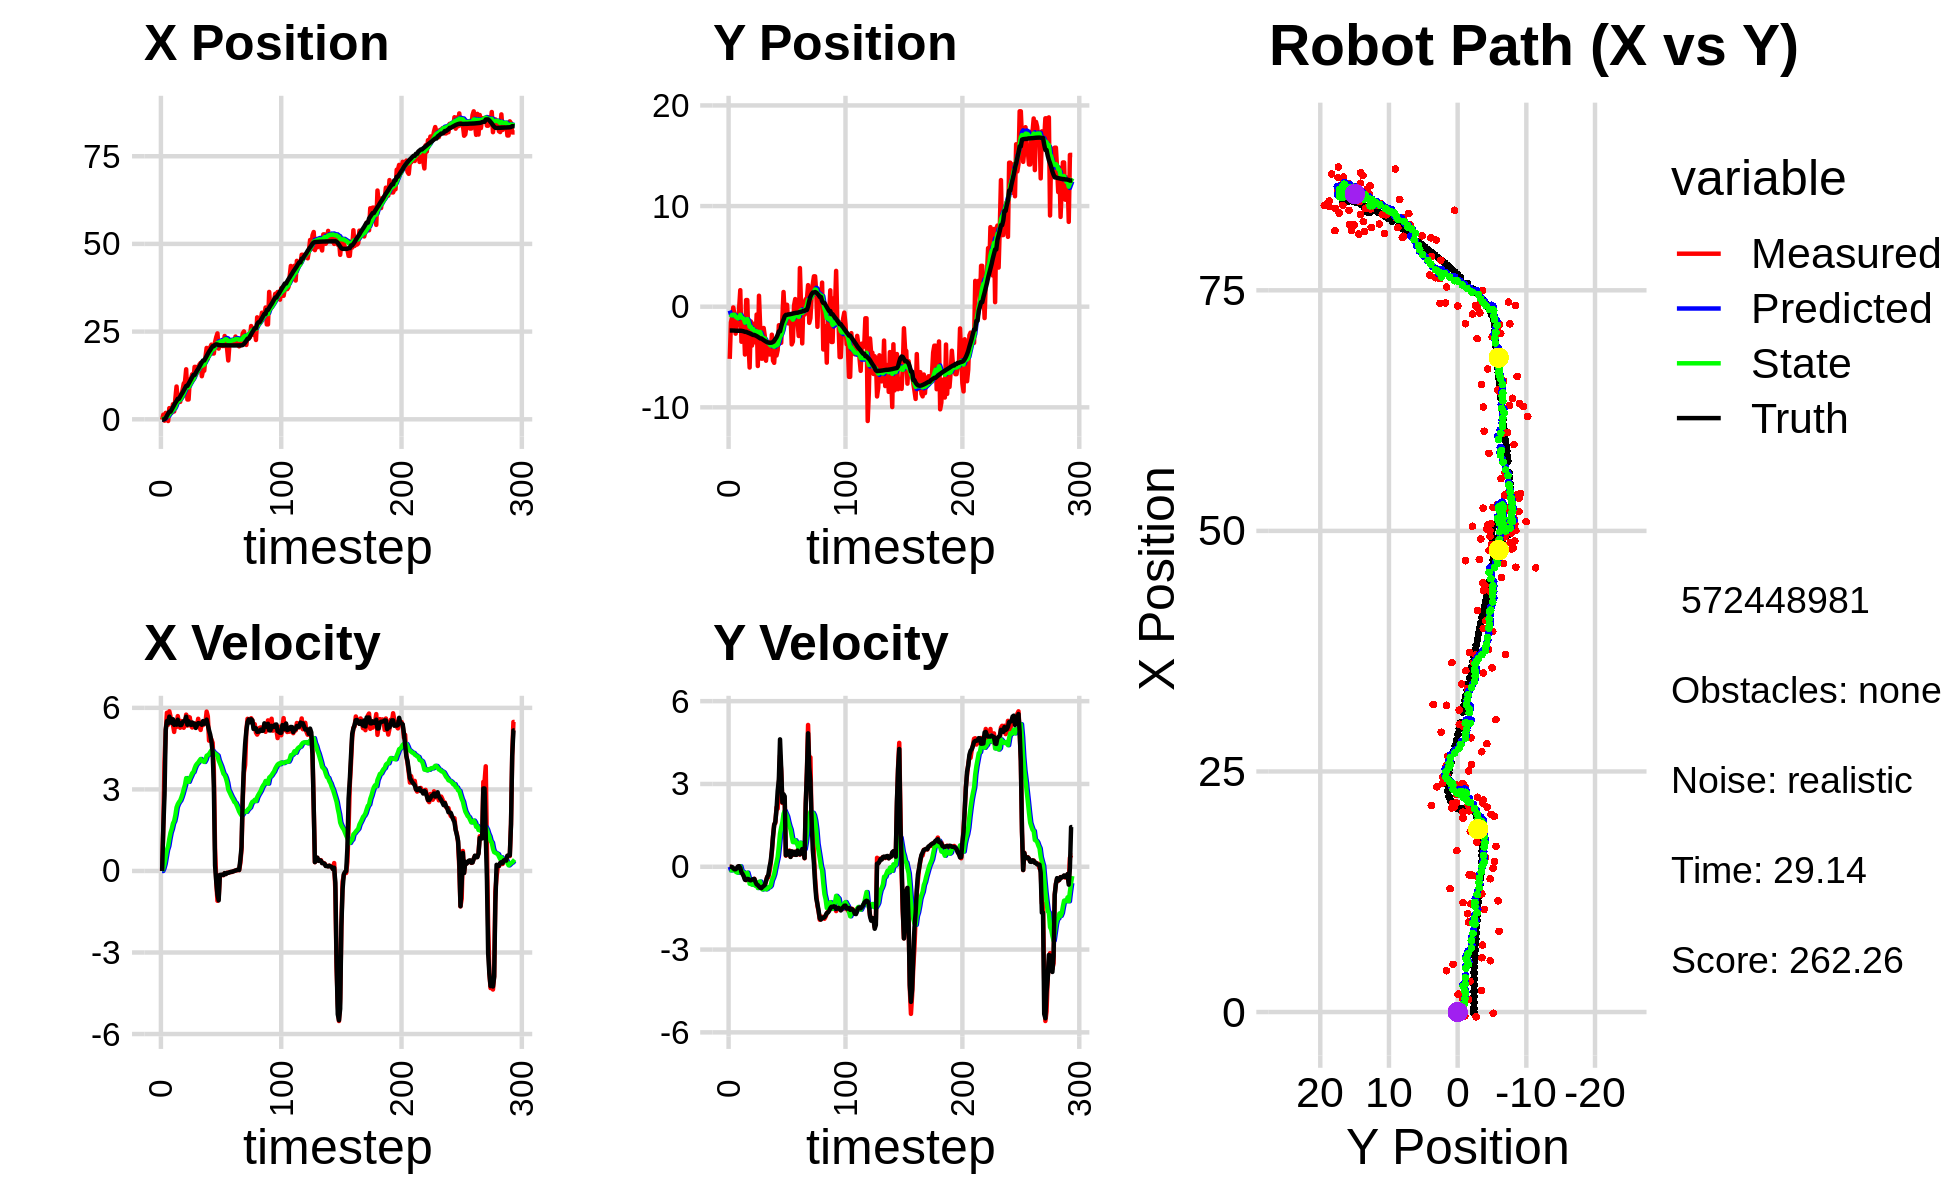 X Position
75
50
25
0
0
100
200
300
timestep
Y Position
20
10
0
-10
0
100
200
300
timestep
X Velocity
6
3
0
-3
-6
0
100
200
300
timestep
Y Velocity
6
3
0
-3
-6
0
100
200
300
timestep
Robot Path (X vs Y)
X Position
75
50
25
0
20 10 0 -10 -20
Y Position
variable
Measured
Predicted
State
Truth
572448981
Obstacles: none
Noise: realistic
Time: 29.14
Score: 262.26